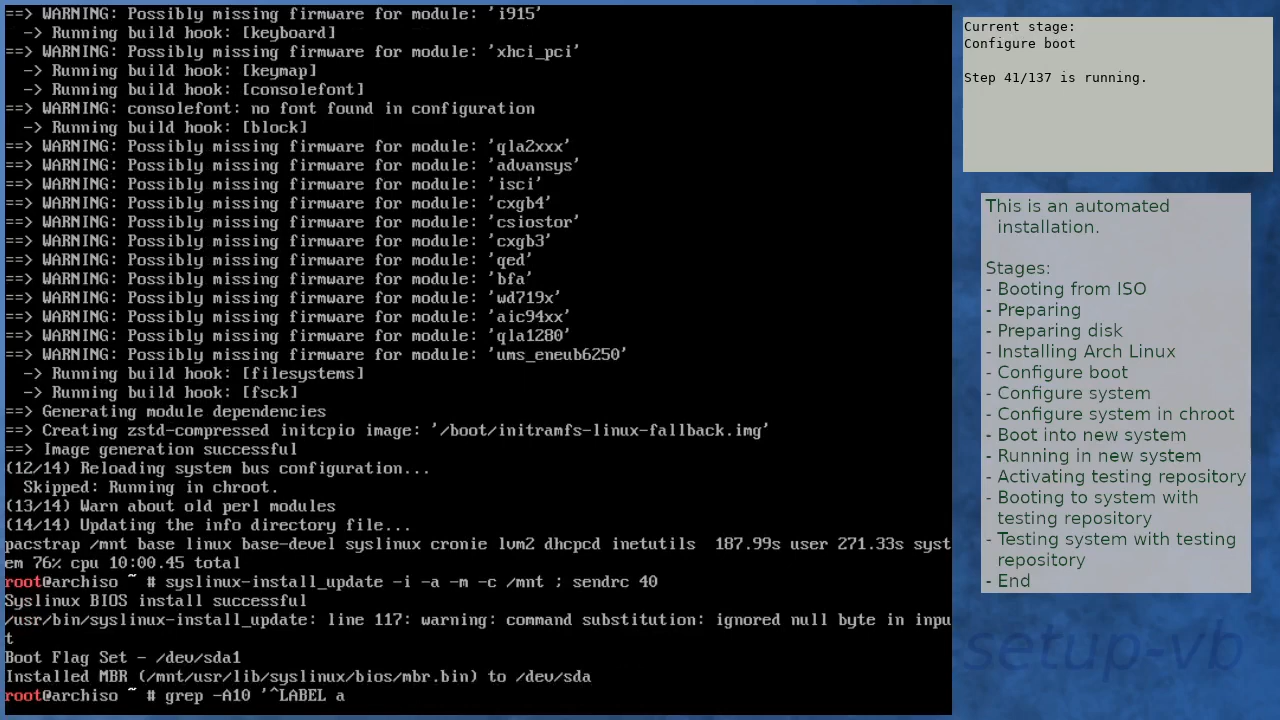 ==> WARNING: Possibly missing firmware for module: 'i915'
-> Running build hook: [keyboard]
==> WARNING: Possibly missing firmware for module: 'xhci_pci'
-> Running build hook: [keymap]
-> Running build hook: [consolefont]
==> WARNING: consolefont: no font found in configuration
-> Running build hook: [block]
==> WARNING: Possibly missing firmware for module: 'qla2xxx'
==> WARNING: Possibly missing firmware for module: 'advansys'
==> WARNING: Possibly missing firmware for module: 'isci'
==> WARNING: Possibly missing firmware for module: 'cxgb4'
==> WARNING: Possibly missing firmware for module: 'csiostor'
==> WARNING: Possibly missing firmware for module: 'cxgb3'
==> WARNING: Possibly missing firmware for module: 'qed'
==> WARNING: Possibly missing firmware for module: 'bfa'
==> WARNING: Possibly missing firmware for module: 'wd719x'
==> WARNING: Possibly missing firmware for module: 'aic94xx'
==> WARNING: Possibly missing firmware for module: 'qla1280'
==> WARNING: Possibly missing firmware for module: 'ums_eneub6250'
-> Running build hook: [filesystems]
-> Running build hook: [fsck]
==> Generating module dependencies
==> Creating zstd-compressed initcpio image: '/boot/initramfs-linux-fallback.img'
==> Image generation successful
(12/14) Reloading system bus configuration...
Skipped: Running in chroot.
(13/14) Warn about old perl modules
(14/14) Updating the info directory file...
pacstrap /mnt base linux base-devel syslinux cronie lvm2 dhcpcd inetutils  187.99s user 271.33s syst
em 76% cpu 10:00.45 total
root@archiso ~ # syslinux-install_update -i -a -m -c /mnt ; sendrc 40
Syslinux BIOS install successful
/usr/bin/syslinux-install_update: line 117: warning: command substitution: ignored null byte in inpu
t
Boot Flag Set - /dev/sda1
Installed MBR (/mnt/usr/lib/syslinux/bios/mbr.bin) to /dev/sda
root@archiso ~ # grep -A10 '^LABEL a
Current stage:
Configure boot
Step 41/137 is running.
This is an automated
installation.
Stages:
- Booting from ISO
- Preparing
- Preparing disk
- Installing Arch Linux
- Configure boot
- Configure system
- Configure system in chroot
- Boot into new system
- Running in new system
- Activating testing repository
- Booting to system with
testing repository
- Testing system with testing
repository
- End
setup-vb